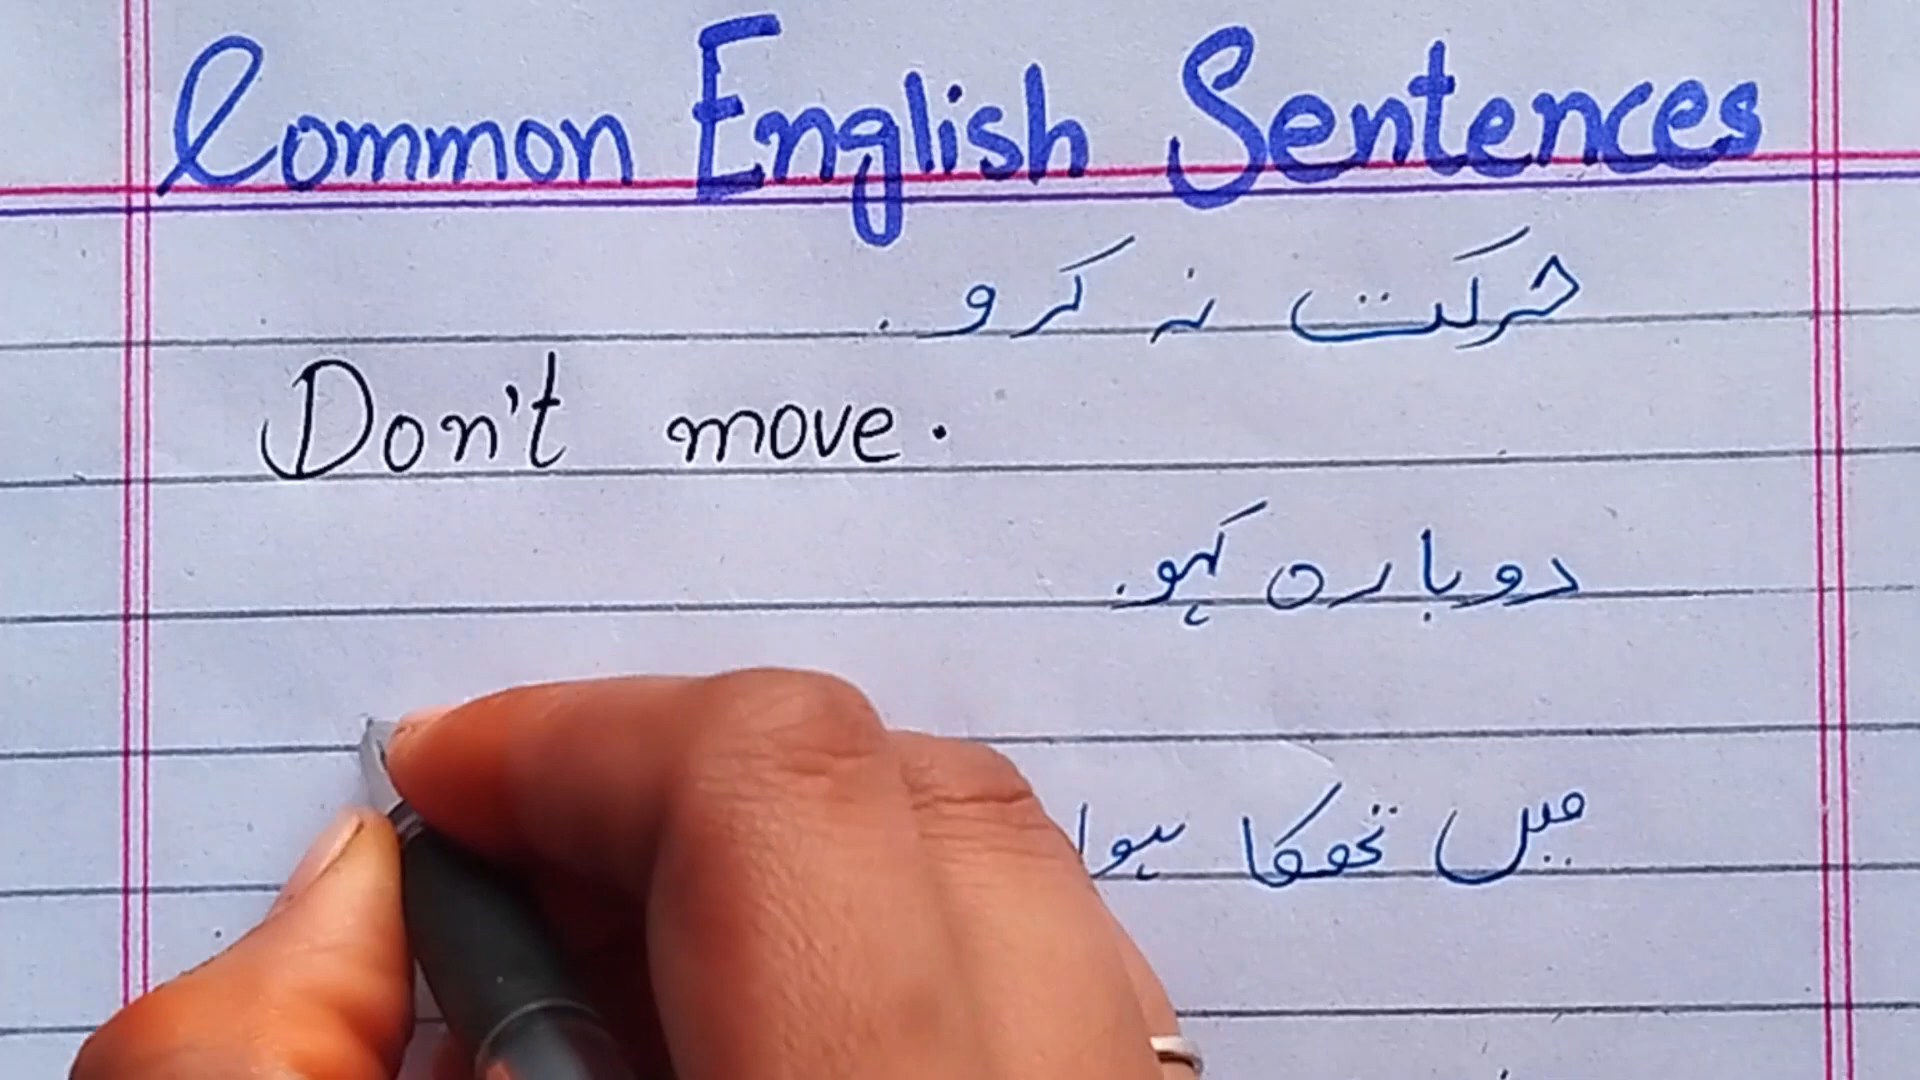 Common English Sentences
حرکت نہ کرو.
Don't move.
دوبارہ کہو.
میں تھکا ہوا